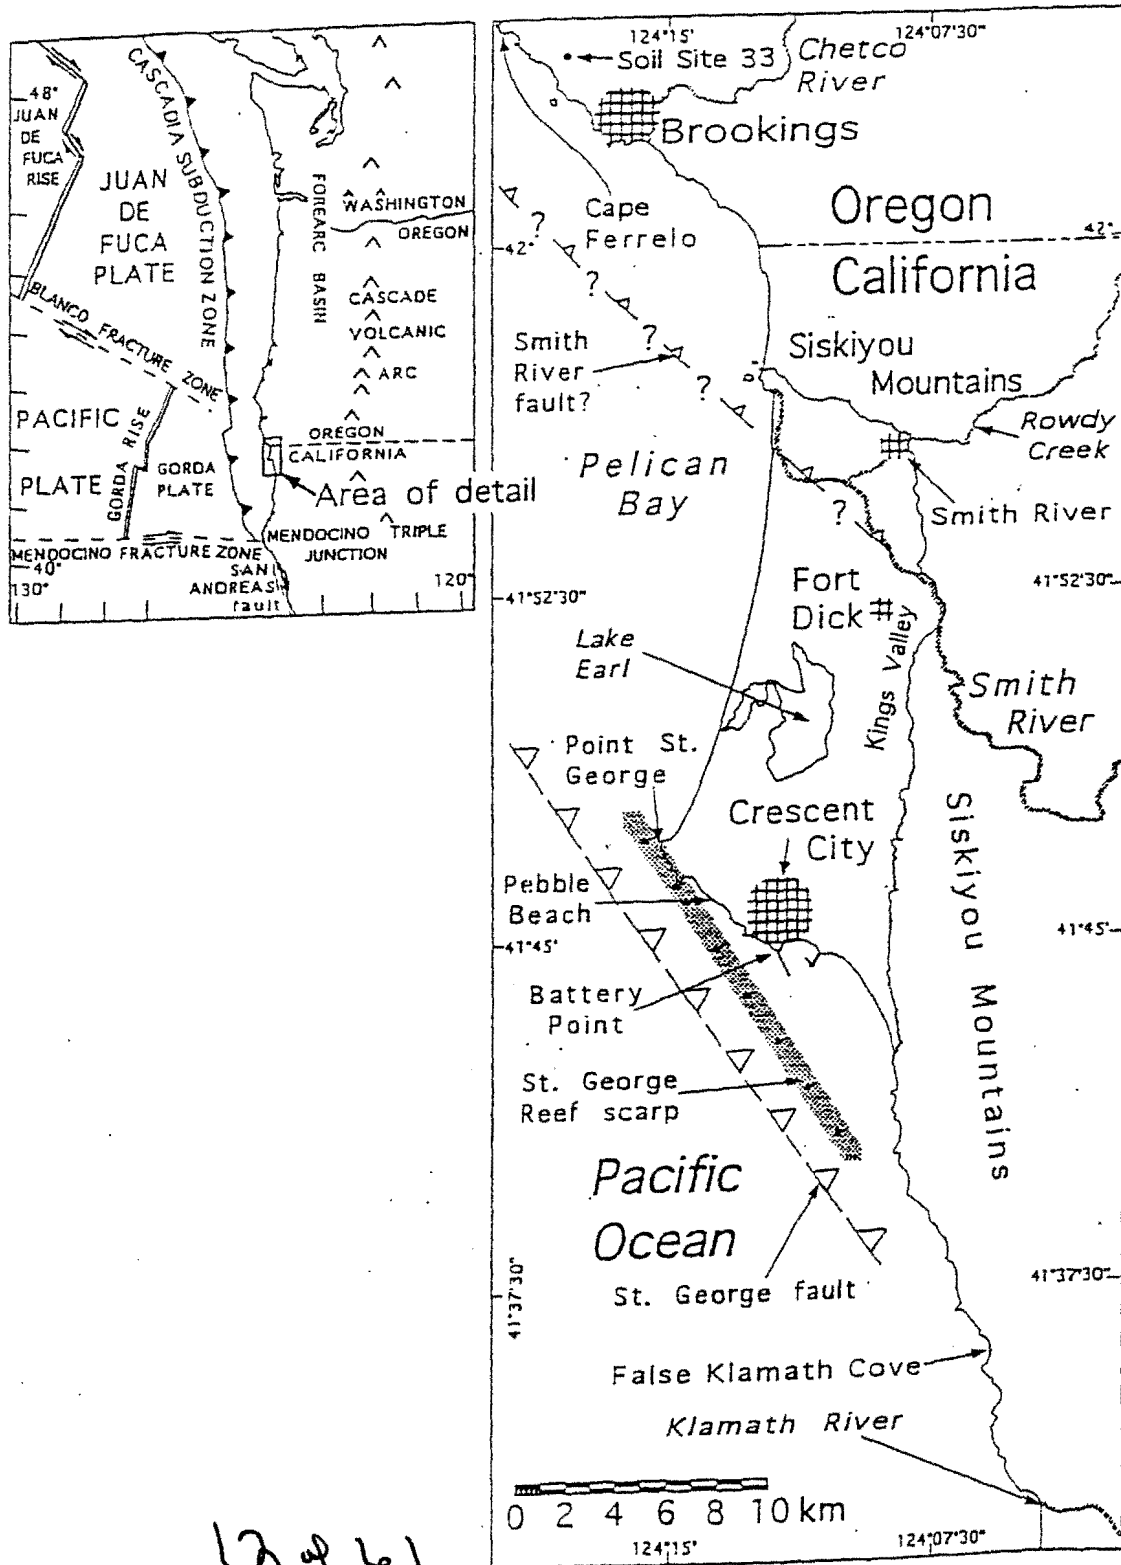 48°
JUAN
DE
FUCA
RISE
CASCADIA SUBDUCTION ZONE
JUAN
DE
FUCA
PLATE
FOREARC BASIN
WASHINGTON
OREGON
CASCADE
VOLCANIC
ARC
BLANCO FRACTURE ZONE
PACIFIC
PLATE
GORDA RISE
GORDA
PLATE
OREGON
CALIFORNIA
Area of detail
MENDOCINO TRIPLE
JUNCTION
MENDOCINO FRACTURE ZONE
40°
130°
SAN
ANDREAS
fault
120°
124°15'
124°07'30"
Soil Site 33
Chetco
River
Brookings
Cape
Ferrelo
Oregon
42°
42°
California
?
?
?
?
Smith
River
fault?
Siskiyou
Mountains
Rowdy
Creek
Pelican
Bay
?
Smith River
Fort
Dick
41°52'30"
41°52'30"
Lake
Earl
Kings Valley
Smith
River
Point St.
George
Crescent
City
Siskiyou Mountains
Pebble
Beach
41°45'
41°45'
Battery
Point
St. George
Reef scarp
Pacific
Ocean
41°37'30"
41°37'30"
St. George fault
False Klamath Cove
Klamath River
0 2 4 6 8 10 km
124°15'
124°07'30"
12 of 61